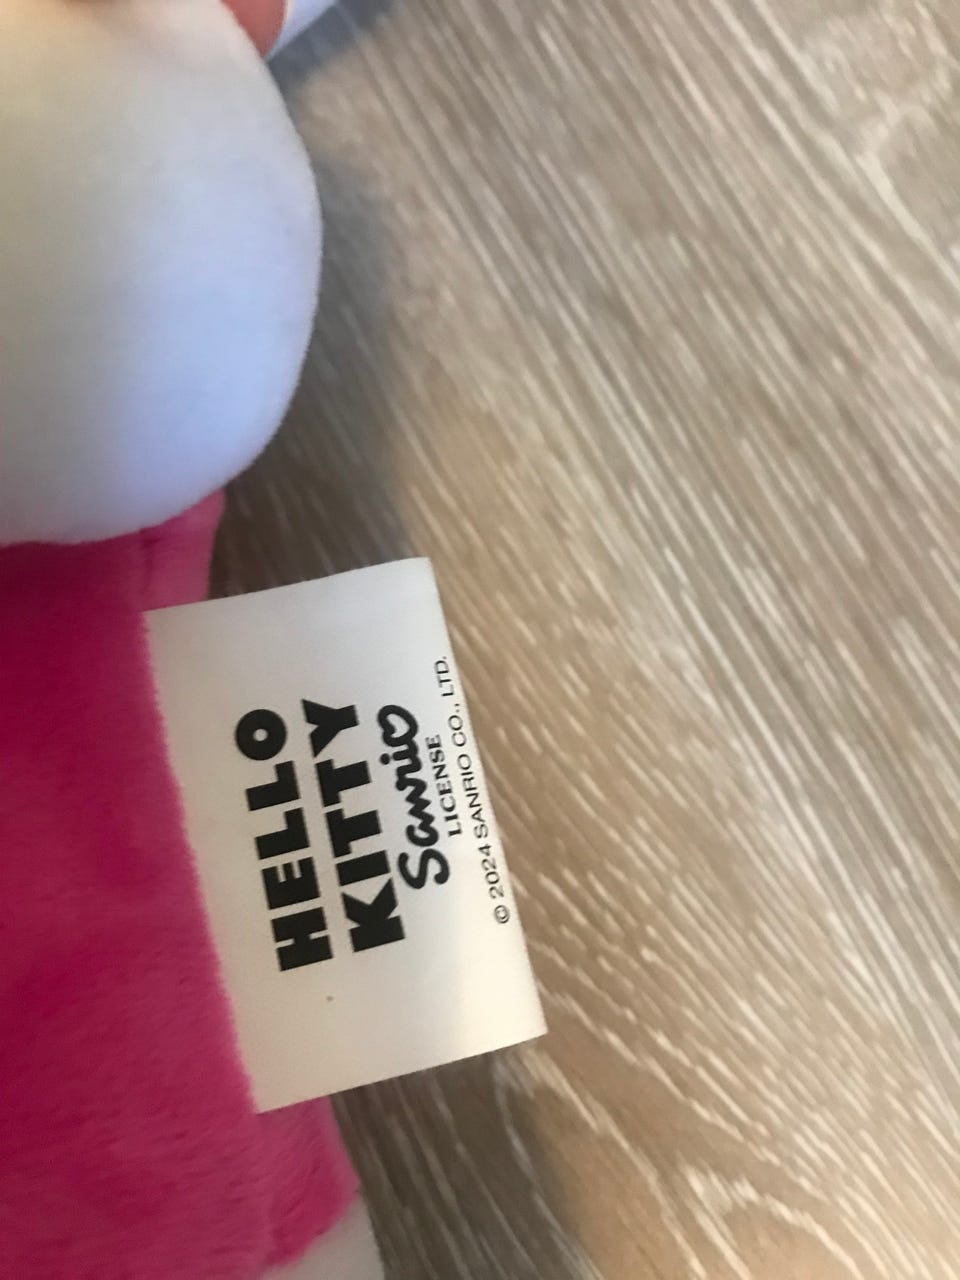 HELLO
KITTY
Sanrio
LICENSE
© 2024 SANRIO CO., LTD.